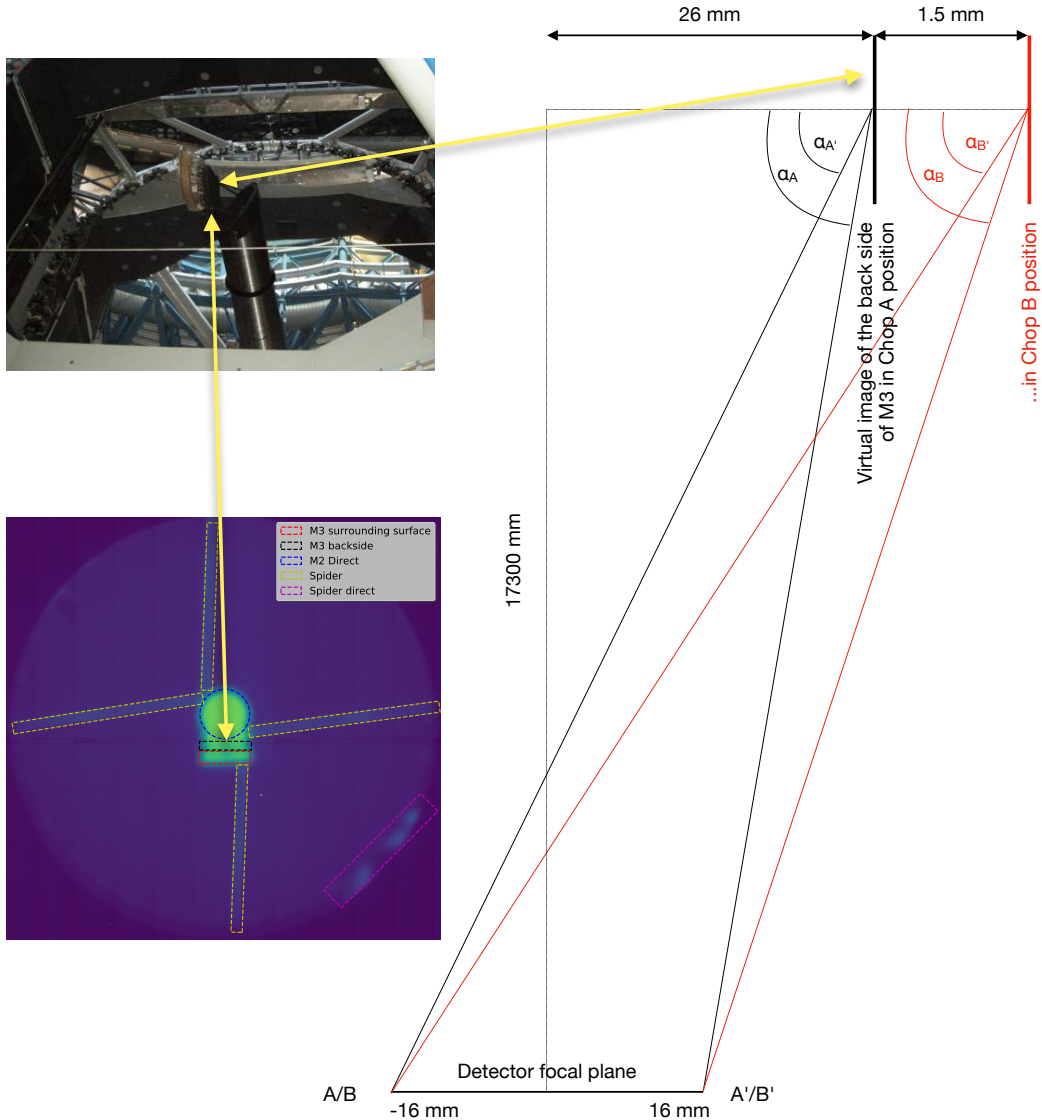 26 mm
1.5 mm
αA'
αA
αB'
αB
Virtual image of the back side
of M3 in Chop A position
...in Chop B position
17300 mm
M3 surrounding surface
M3 backside
M2 Direct
Spider
Spider direct
Detector focal plane
A/B
A'/B'
-16 mm
16 mm